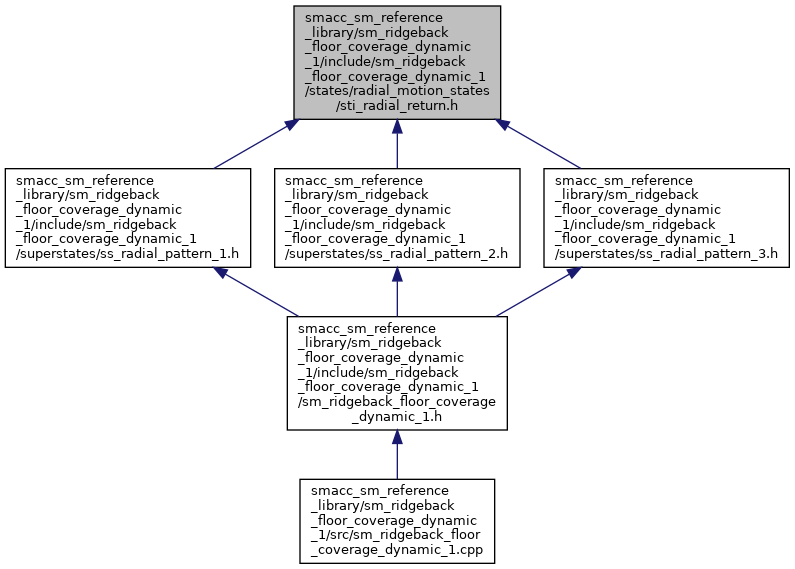 smacc_sm_reference
_library/sm_ridgeback
_floor_coverage_dynamic
_1/include/sm_ridgeback
_floor_coverage_dynamic_1
/states/radial_motion_states
/sti_radial_return.h
smacc_sm_reference
_library/sm_ridgeback
_floor_coverage_dynamic
_1/include/sm_ridgeback
_floor_coverage_dynamic_1
/superstates/ss_radial_pattern_1.h
smacc_sm_reference
_library/sm_ridgeback
_floor_coverage_dynamic
_1/include/sm_ridgeback
_floor_coverage_dynamic_1
/superstates/ss_radial_pattern_2.h
smacc_sm_reference
_library/sm_ridgeback
_floor_coverage_dynamic
_1/include/sm_ridgeback
_floor_coverage_dynamic_1
/superstates/ss_radial_pattern_3.h
smacc_sm_reference
_library/sm_ridgeback
_floor_coverage_dynamic
_1/include/sm_ridgeback
_floor_coverage_dynamic_1
/sm_ridgeback_floor_coverage
_dynamic_1.h
smacc_sm_reference
_library/sm_ridgeback
_floor_coverage_dynamic
_1/src/sm_ridgeback_floor
_coverage_dynamic_1.cpp